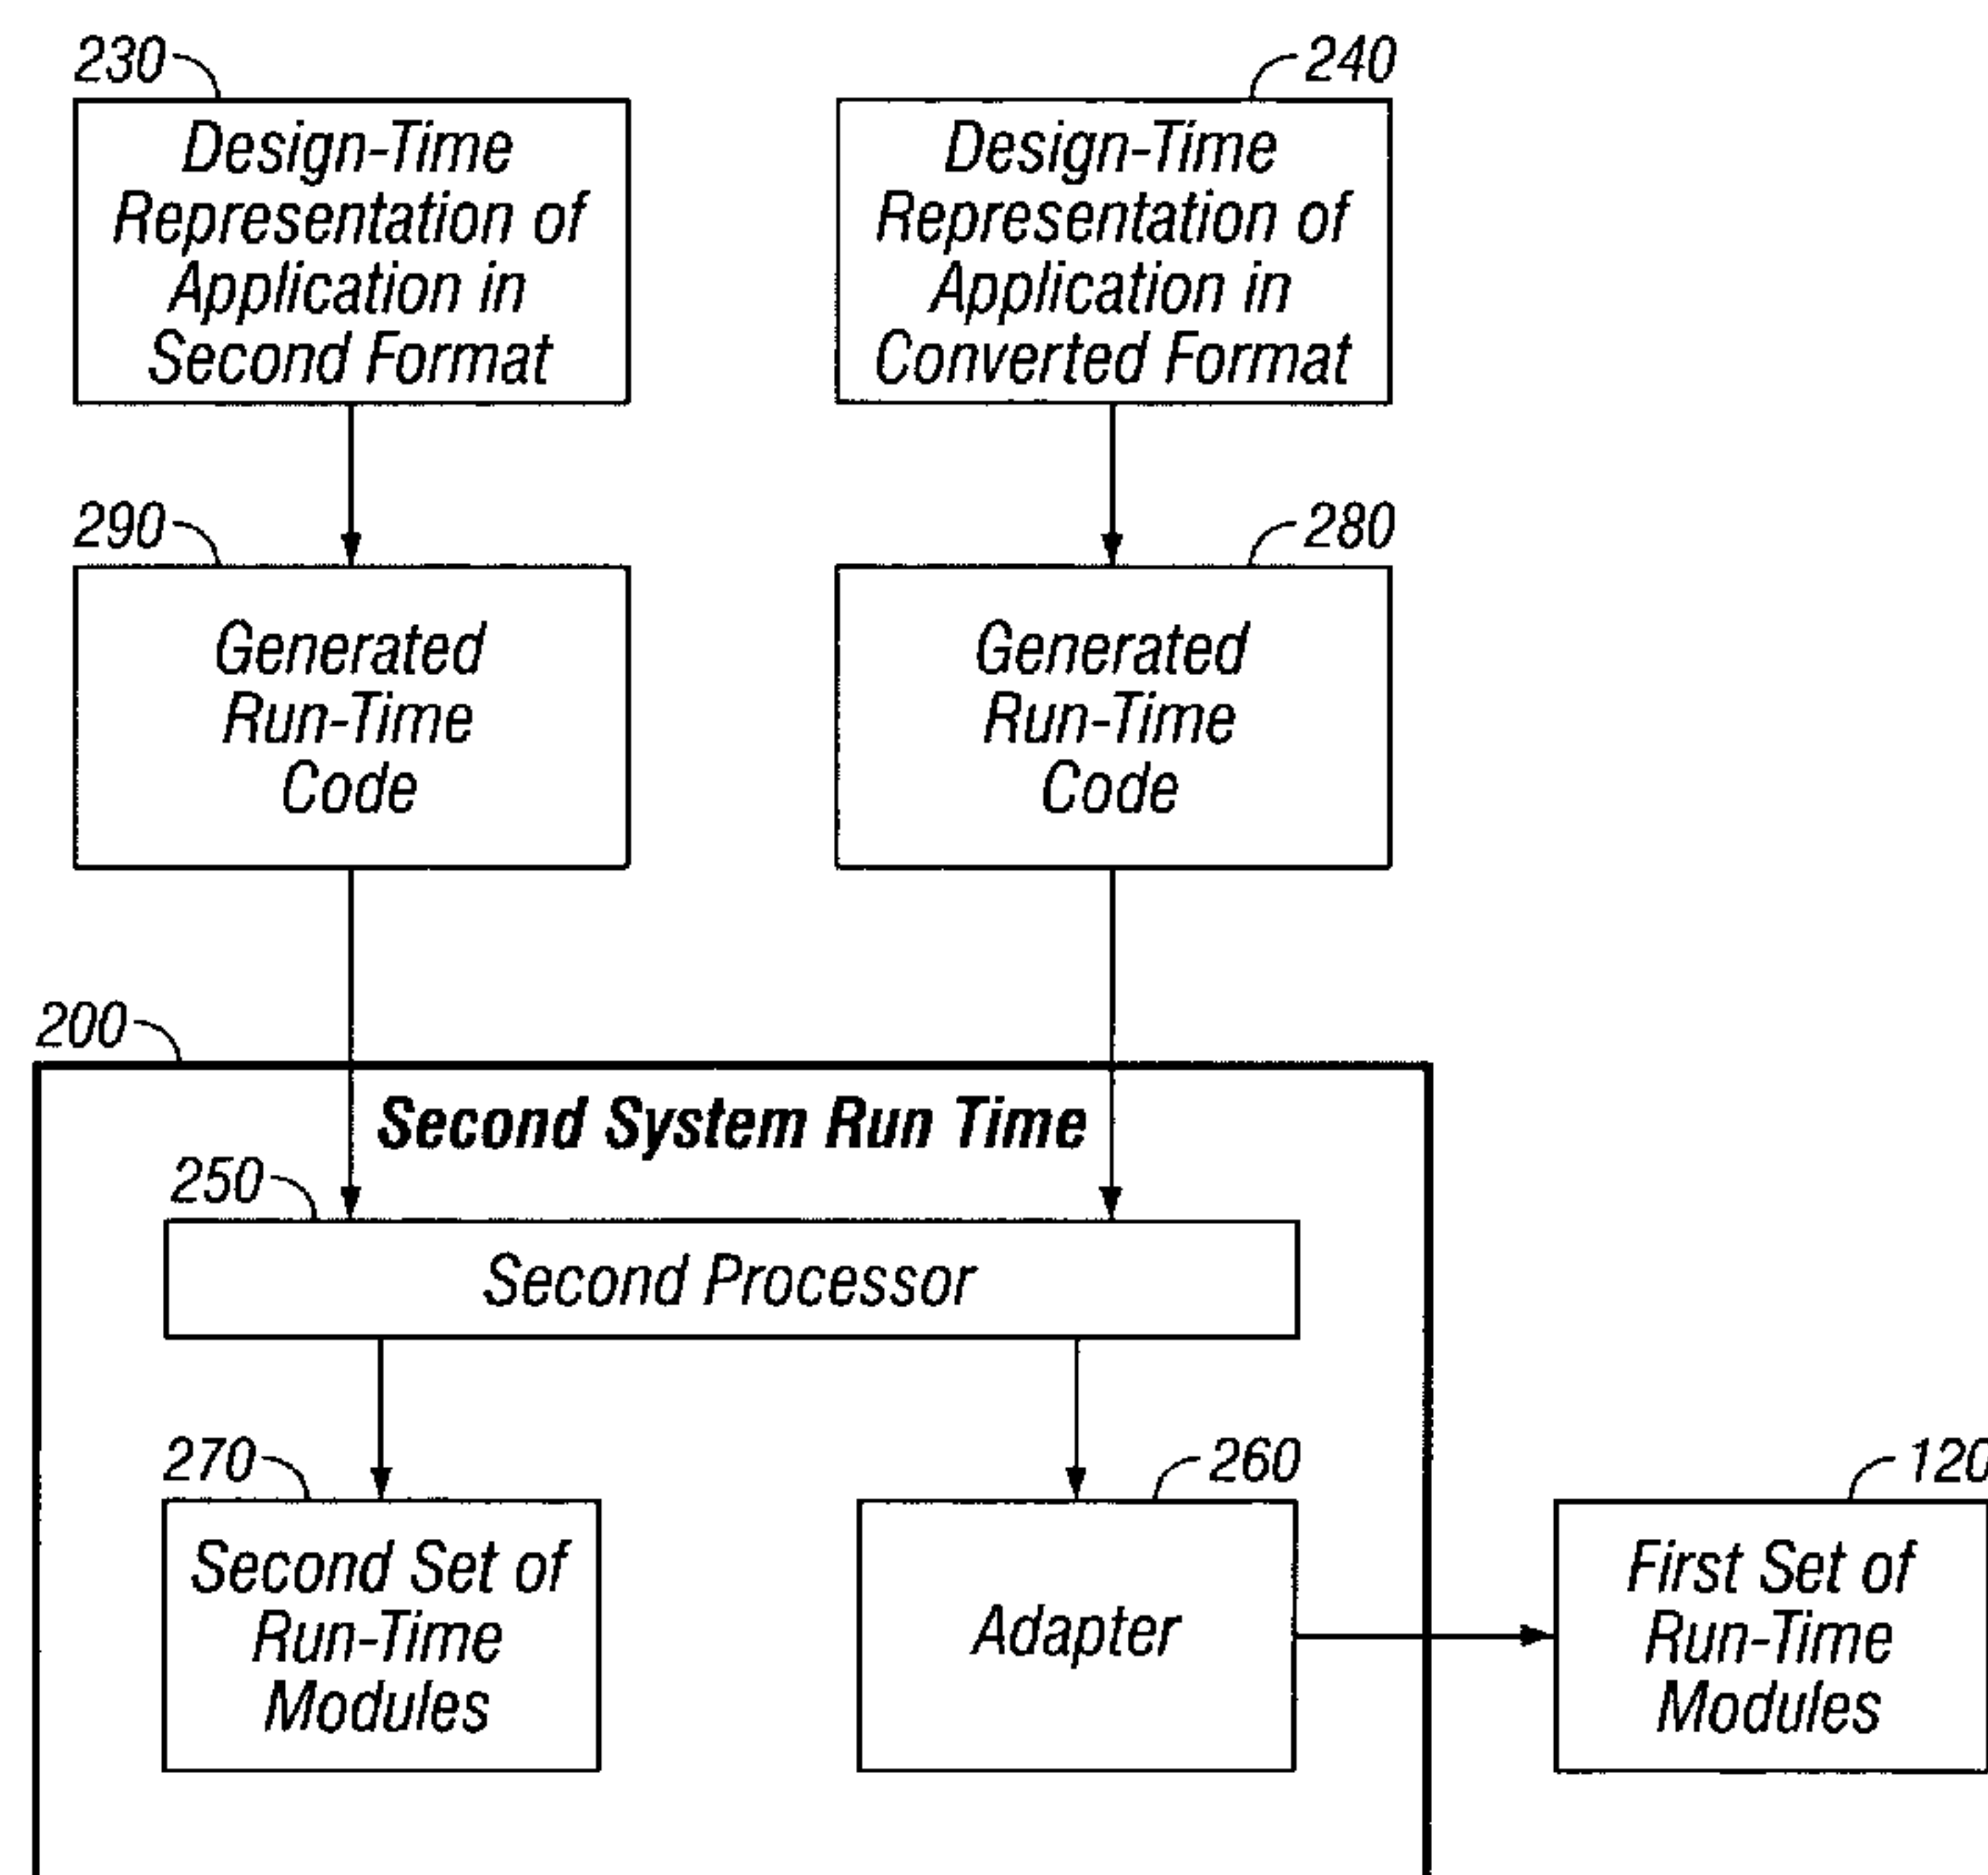 230
240
Design-Time
Representation of
Application in
Second Format
Design-Time
Representation of
Application in
Converted Format
290
280
Generated
Run-Time
Code
Generated
Run-Time
Code
200
Second System Run Time
250
Second Processor
270
260
120
Second Set of
Run-Time
Modules
Adapter
First Set of
Run-Time
Modules